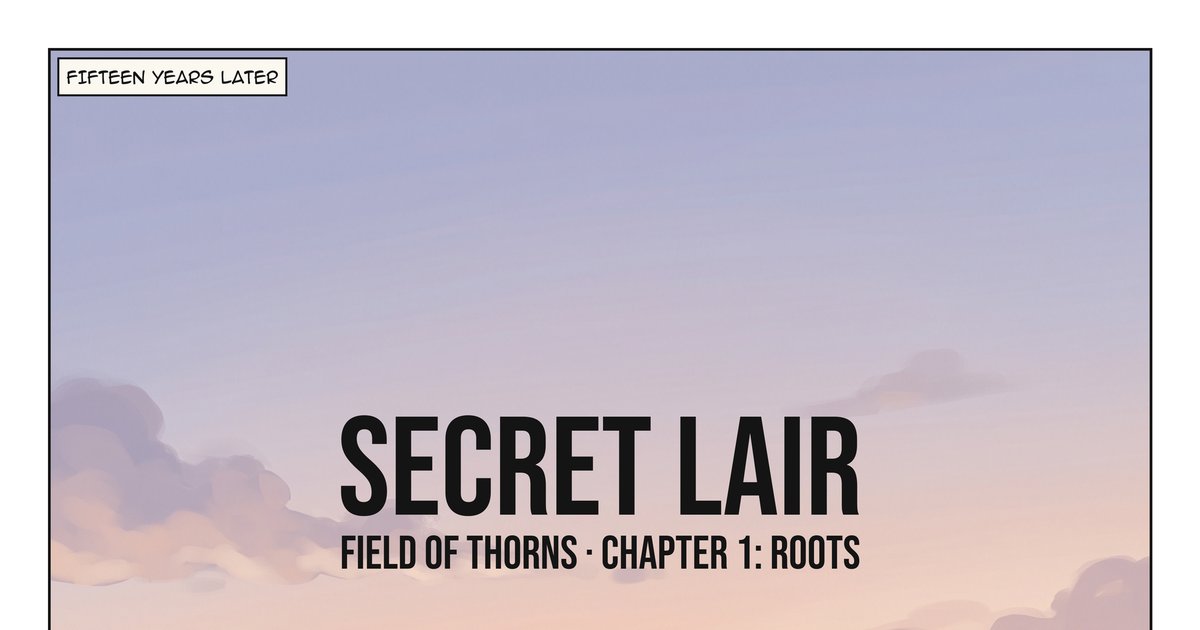 FIFTEEN YEARS LATER
SECRET LAIR
FIELD OF THORNS · CHAPTER 1: ROOTS